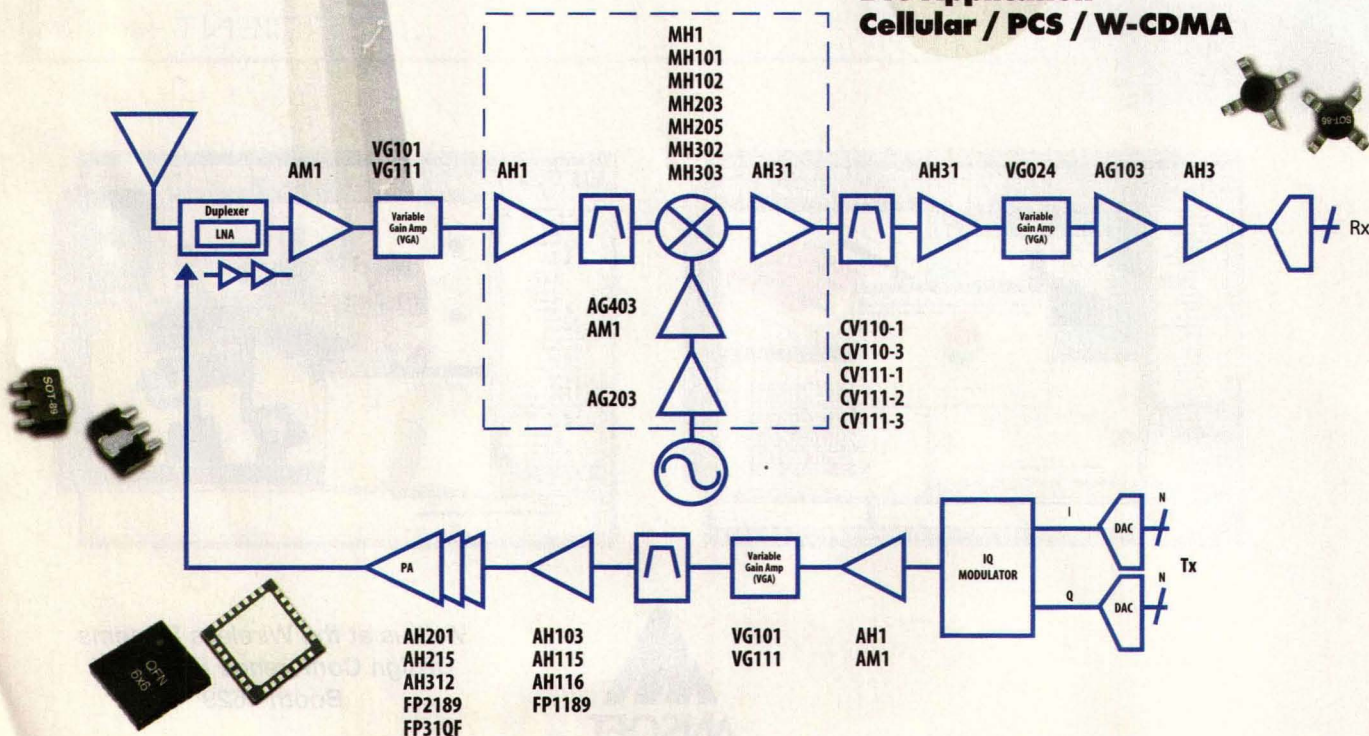 Application
Cellular / PCS / W-CDMA
MH1
MH101
MH102
MH203
MH205
MH302
MH303
SOT-86
AM1
VG101
VG111
AH1
AH31
AH31
VG024
AG103
AH3
Duplexer
LNA
Variable
Gain Amp
(VGA)
Variable
Gain Amp
(VGA)
Rx
AG403
AM1
AG203
CV110-1
CV110-3
CV111-1
CV111-2
CV111-3
SOT-89
PA
Variable
Gain Amp
(VGA)
IQ
MODULATOR
I
Q
DAC
DAC
N
N
Tx
QFN
6x6
AH201
AH215
AH312
FP2189
FP31QF
AH103
AH115
AH116
FP1189
VG101
VG111
AH1
AM1